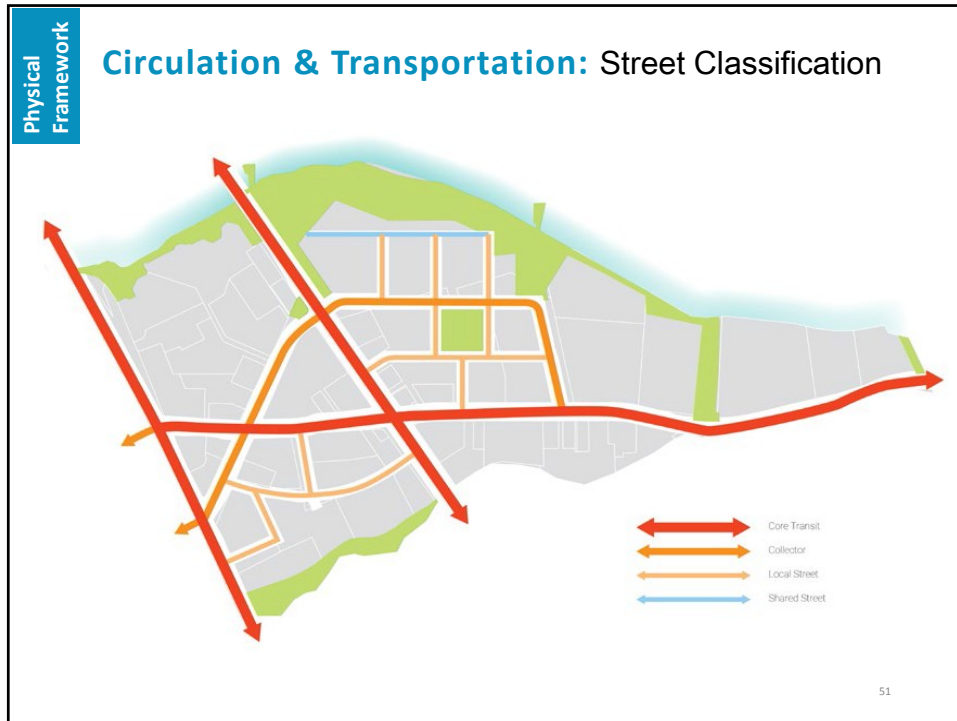 Physical
Framework
Circulation & Transportation: Street Classification
Core Transit
Collector
Local Street
Shared Street
51